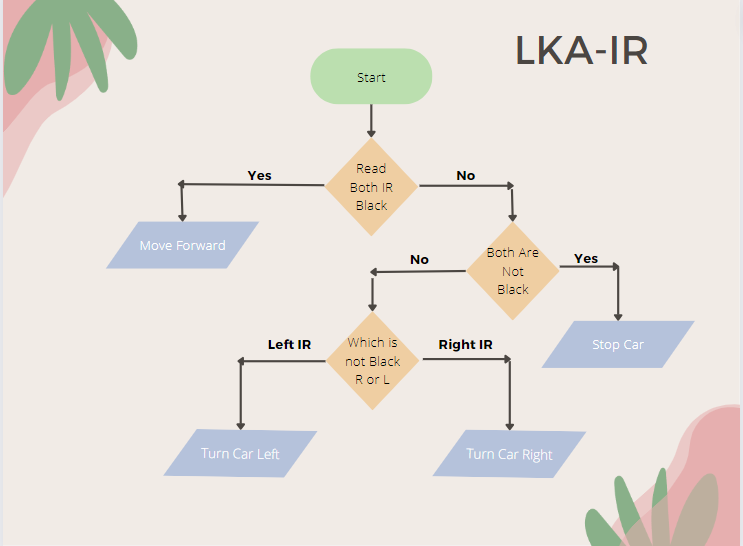 LKA-IR
Start
Read
Both IR
Black
Yes
No
Move Forward
Both Are
Not
Black
No
Yes
Stop Car
Which is
not Black
R or L
Left IR
Right IR
Turn Car Left
Turn Car Right